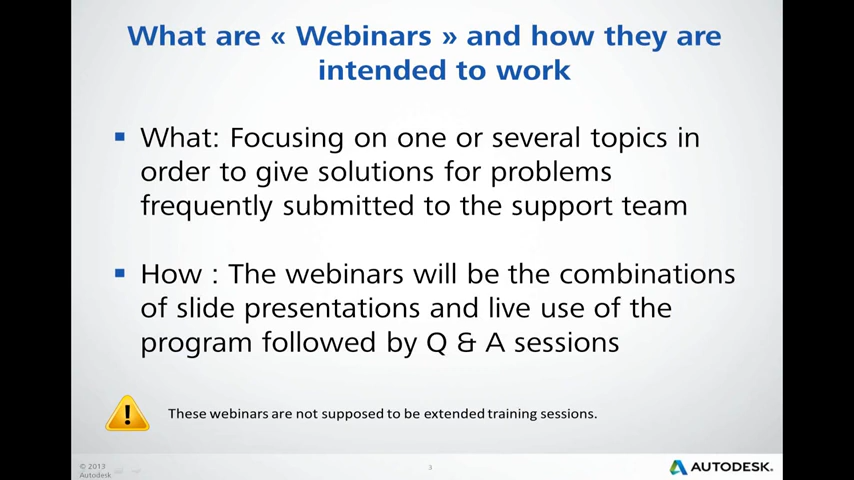 What are « Webinars » and how they are
intended to work
What: Focusing on one or several topics in
order to give solutions for problems
frequently submitted to the support team
How : The webinars will be the combinations
of slide presentations and live use of the
program followed by Q & A sessions
These webinars are not supposed to be extended training sessions.
© 2013
Autodesk
3
AUTODESK.